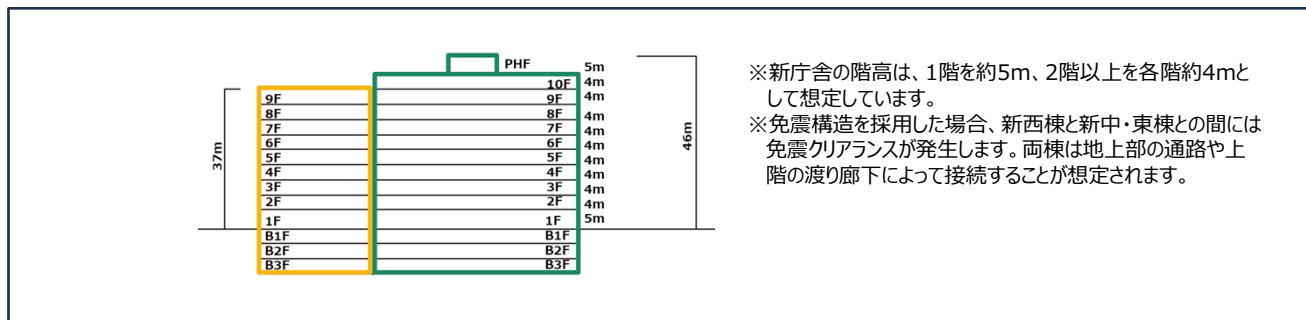 PHF
5m
10F 4m
9F 9F 4m
8F 8F 4m
7F 7F 4m
6F 6F 4m
5F 5F 4m
4F 4F 4m
3F 3F 4m
2F 2F 4m
1F 1F 5m
B1F B1F
B2F B2F
B3F B3F
37m
46m
※新庁舎の階高は、1階を約5m、2階以上を各階約4mと
して想定しています。
※免震構造を採用した場合、新西棟と新中・東棟との間には
免震クリアランスが発生します。両棟は地上部の通路や上
階の渡り廊下によって接続することが想定されます。